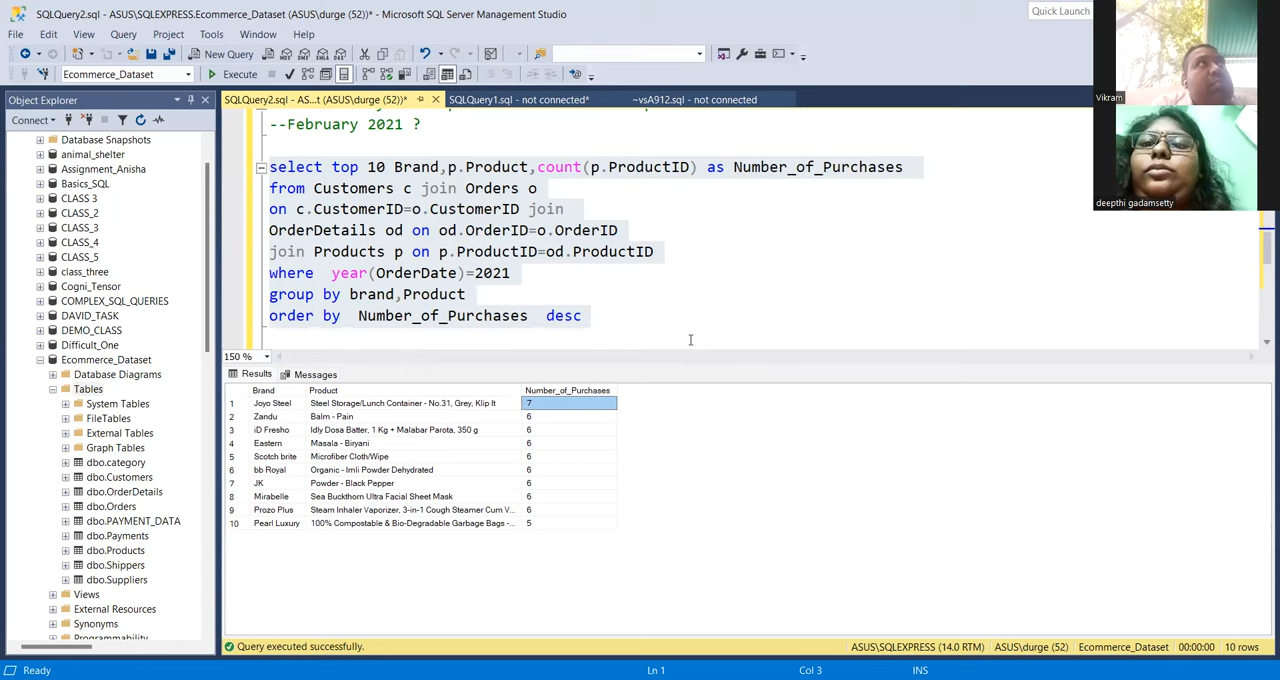 SQLQuery2.sql - ASUS\SQLEXPRESS.Ecommerce_Dataset (ASUS\durge (52))* - Microsoft SQL Server Management Studio
Quick Launch
File Edit View Query Project Tools Window Help
New Query
Ecommerce_Dataset Execute
Object Explorer
SQLQuery2.sql - AS...t (ASUS\durge (52))* SQLQuery1.sql - not connected* ~vsA912.sql - not connected
Vikram
deepthi gadamsetty
Connect
Database Snapshots
animal_shelter
Assignment_Anisha
Basics_SQL
CLASS 3
CLASS_2
CLASS_3
CLASS_4
CLASS_5
class_three
Cogni_Tensor
COMPLEX_SQL_QUERIES
DAVID_TASK
DEMO_CLASS
Difficult_One
Ecommerce_Dataset
Database Diagrams
Tables
System Tables
FileTables
External Tables
Graph Tables
dbo.category
dbo.Customers
dbo.OrderDetails
dbo.Orders
dbo.PAYMENT_DATA
dbo.Payments
dbo.Products
dbo.Shippers
dbo.Suppliers
Views
External Resources
Synonyms
Programmability
--February 2021 ?
select top 10 Brand,p.Product,count(p.ProductID) as Number_of_Purchases
from Customers c join Orders o
on c.CustomerID=o.CustomerID join
OrderDetails od on od.OrderID=o.OrderID
join Products p on p.ProductID=od.ProductID
where year(OrderDate)=2021
group by brand,Product
order by Number_of_Purchases desc
150 %
Results Messages
Brand Product Number_of_Purchases
1 Joyo Steel Steel Storage/Lunch Container - No.31, Grey, Klip It 7
2 Zandu Balm - Pain 6
3 iD Fresho Idly Dosa Batter, 1 Kg + Malabar Parota, 350 g 6
4 Eastern Masala - Biryani 6
5 Scotch brite Microfiber Cloth/Wipe 6
6 bb Royal Organic - Imli Powder Dehydrated 6
7 JK Powder - Black Pepper 6
8 Mirabelle Sea Buckthorn Ultra Facial Sheet Mask 6
9 Prozo Plus Steam Inhaler Vaporizer, 3-in-1 Cough Steamer Cum V... 6
10 Pearl Luxury 100% Compostable & Bio-Degradable Garbage Bags -... 5
Query executed successfully. ASUS\SQLEXPRESS (14.0 RTM) ASUS\durge (52) Ecommerce_Dataset 00:00:00 10 rows
Ready Ln 1 Col 3 INS